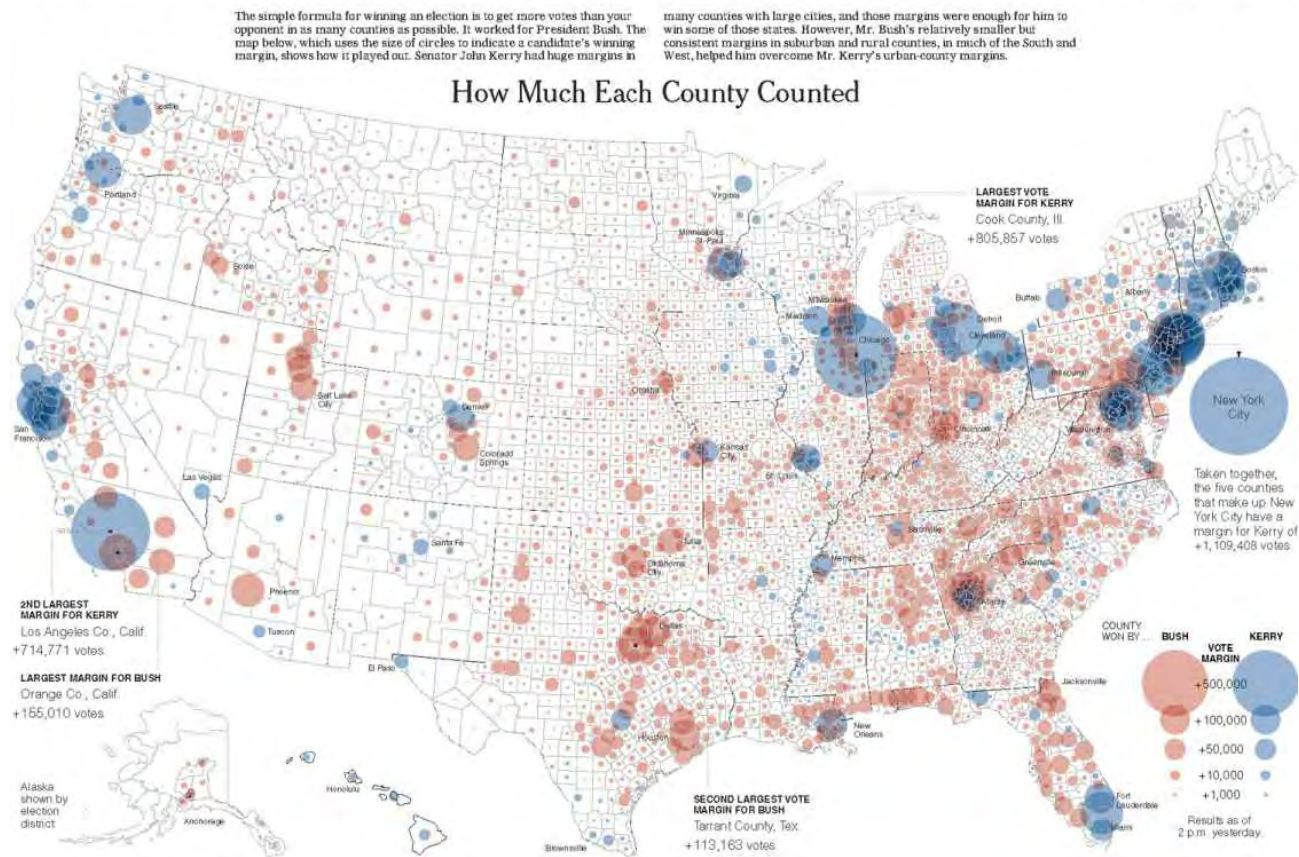 The simple formula for winning an election is to get more votes than your
opponent in as many counties as possible. It worked for President Bush. The
map below, which uses the size of circles to indicate a candidate's winning
margin, shows how it played out. Senator John Kerry had huge margins in
many counties with large cities, and those margins were enough for him to
win some of those states. However, Mr. Bush's relatively smaller but
consistent margins in suburban and rural counties, in much of the South and
West, helped him overcome Mr. Kerry's urban-county margins.
How Much Each County Counted
Seattle
Portland
Boise
Virginia
Minneapolis
St. Paul
LARGEST VOTE
MARGIN FOR KERRY
Cook County, Ill.
+805,857 votes
Milwaukee
Madison
Chicago
Detroit
Cleveland
Buffalo
Albany
Boston
Pittsburgh
New York
City
Taken together,
the five counties
that make up New
York City have a
margin for Kerry of
+1,109,408 votes
Washington
Cincinnati
Omaha
Salt Lake
City
Denver
Colorado
Springs
Kansas
City
St. Louis
San
Francisco
Las Vegas
Santa Fe
Tulsa
Oklahoma
City
Nashville
Memphis
Greenville
Atlanta
Phoenix
Tuscon
El Paso
Dallas
2ND LARGEST
MARGIN FOR KERRY
Los Angeles Co., Calif.
+714,771 votes
LARGEST MARGIN FOR BUSH
Orange Co., Calif.
+155,010 votes
COUNTY
WON BY ...
BUSH
KERRY
VOTE
MARGIN
+500,000
+100,000
+50,000
+10,000
+1,000
Results as of
2 p.m. yesterday.
Jacksonville
New
Orleans
Houston
Fort
Lauderdale
Miami
Brownsville
SECOND LARGEST VOTE
MARGIN FOR BUSH
Tarrant County, Tex.
+113,163 votes
Alaska
shown by
election
district
Anchorage
Honolulu